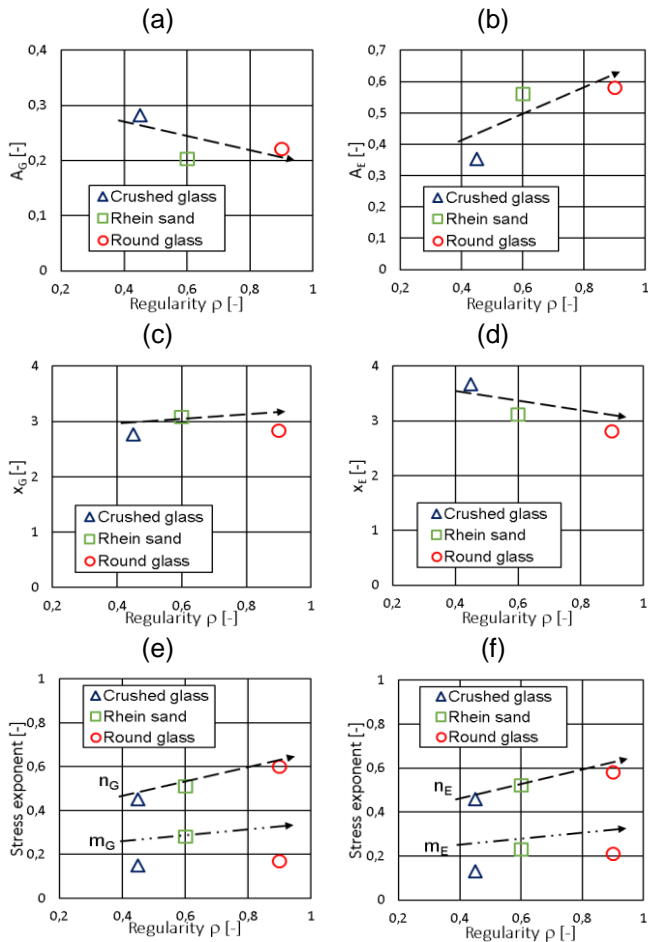 (a)
0,4
0,3
0,2
0,1
0
A_G [-]
Crushed glass
Rhein sand
Round glass
0,2 0,4 0,6 0,8 1
Regularity ρ [-]
(b)
0,7
0,6
0,5
0,4
0,3
0,2
0,1
0
A_E [-]
Crushed glass
Rhein sand
Round glass
0,2 0,4 0,6 0,8 1
Regularity ρ [-]
(c)
4
3
2
1
0
x_G [-]
Crushed glass
Rhein sand
Round glass
0,2 0,4 0,6 0,8 1
Regularity ρ [-]
(d)
4
3
2
1
0
x_E [-]
Crushed glass
Rhein sand
Round glass
0,2 0,4 0,6 0,8 1
Regularity ρ [-]
(e)
1
0,8
0,6
0,4
0,2
0
Stress exponent [-]
Crushed glass
Rhein sand
Round glass
n_G
m_G
0,2 0,4 0,6 0,8 1
Regularity ρ [-]
(f)
1
0,8
0,6
0,4
0,2
0
Stress exponent [-]
Crushed glass
Rhein sand
Round glass
n_E
m_E
0,2 0,4 0,6 0,8 1
Regularity ρ [-]